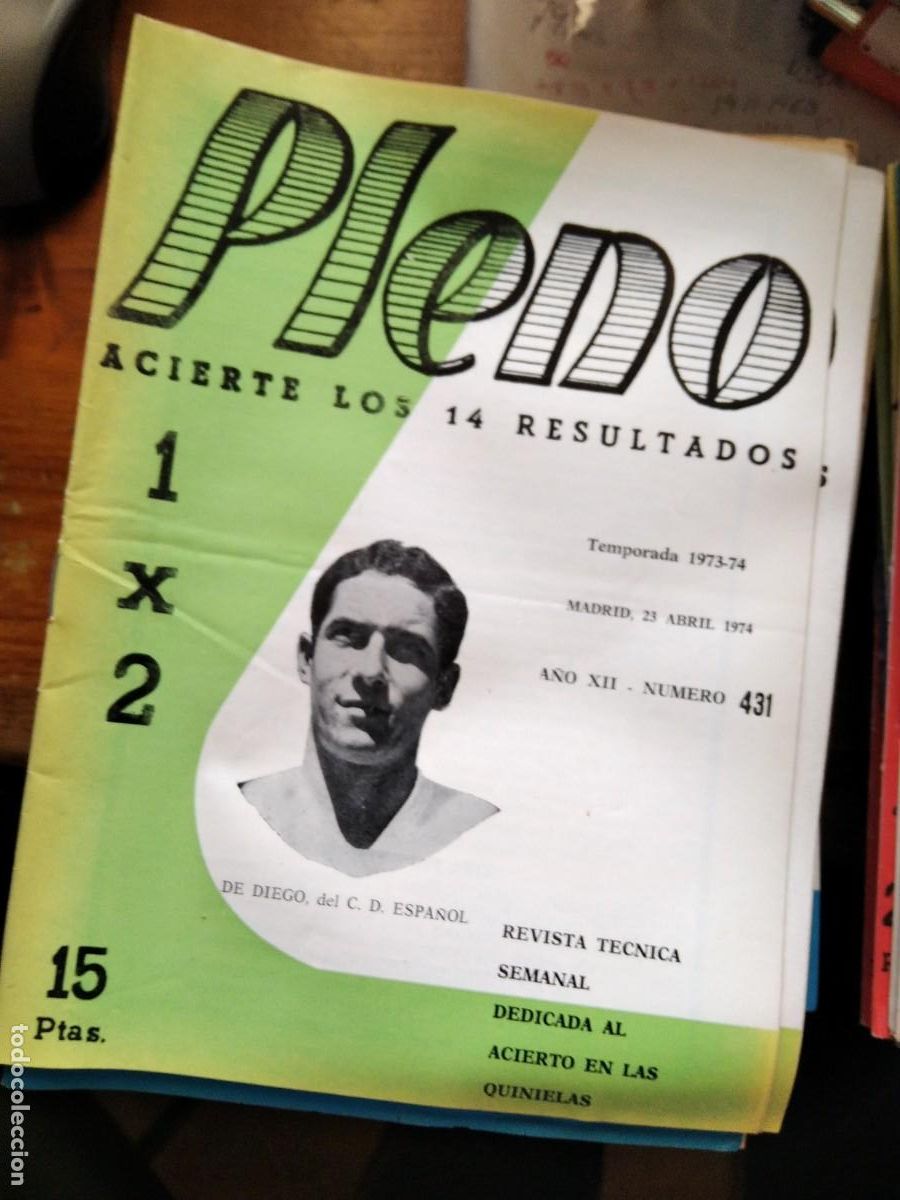 Pleno
ACIERTE LOS 14 RESULTADOS
1
X
2
Temporada 1973-74
MADRID, 23 ABRIL 1974
AÑO XII - NUMERO 431
DE DIEGO, del C. D. ESPAÑOL
REVISTA TECNICA
SEMANAL
DEDICADA AL
ACIERTO EN LAS
QUINIELAS
15
Ptas.
todocoleccion